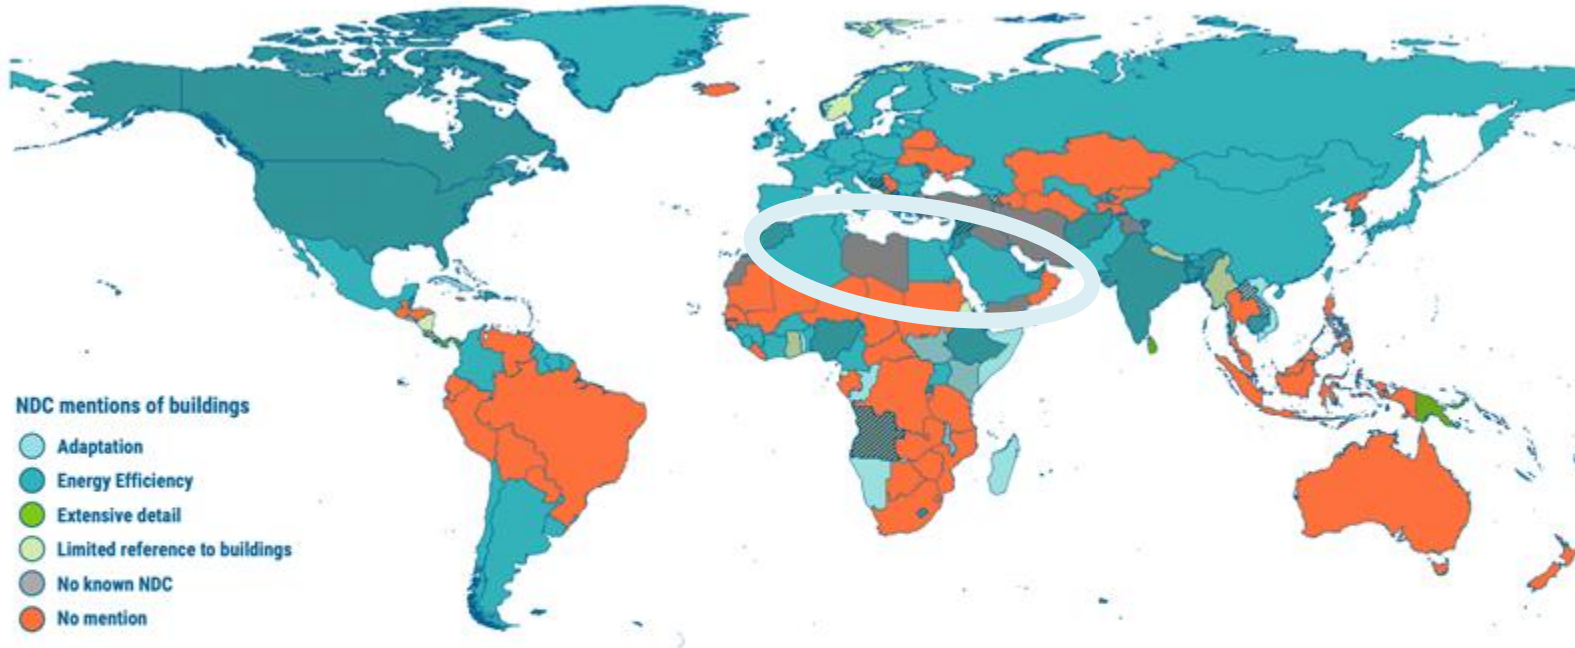 NDC mentions of buildings
Adaptation
Energy Efficiency
Extensive detail
Limited reference to buildings
No known NDC
No mention